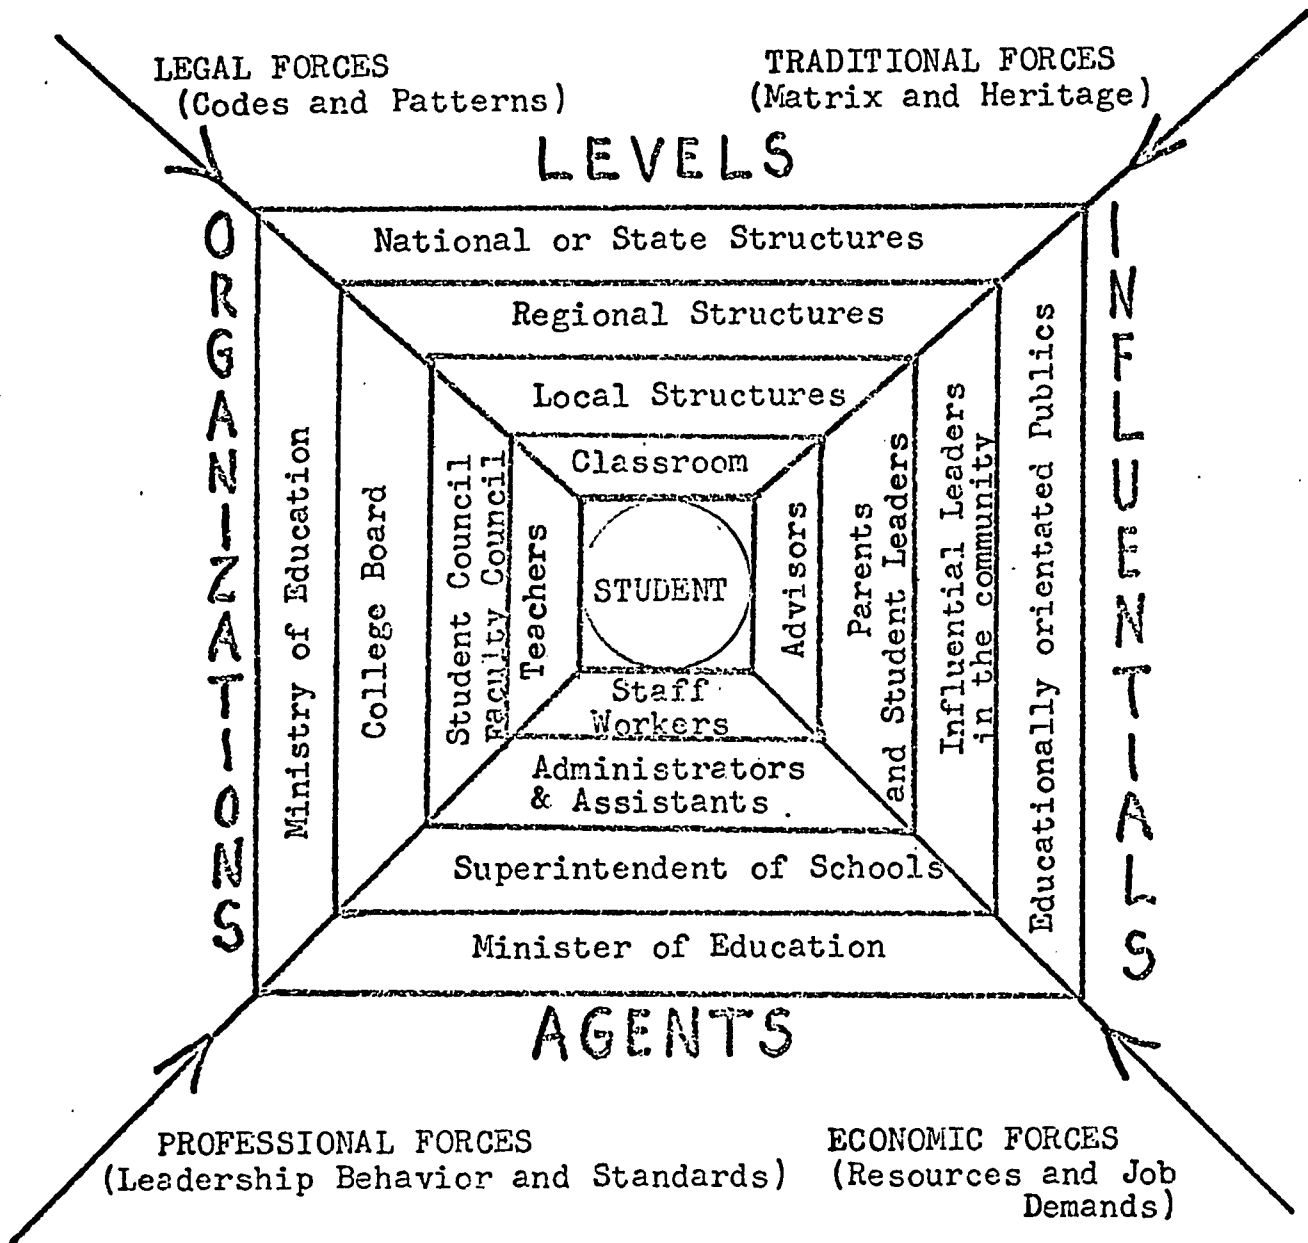 LEGAL FORCES
(Codes and Patterns)
TRADITIONAL FORCES
(Matrix and Heritage)
LEVELS
ORGANIZATIONS
INFLUENTIALS
National or State Structures
Regional Structures
Local Structures
Classroom
Ministry of Education
College Board
Student Council
Faculty Council
Teachers
STUDENT
Advisors
Parents
and Student Leaders
Influential Leaders
in the community
Educationally orientated Publics
Staff
Workers
Administrators
& Assistants
Superintendent of Schools
Minister of Education
AGENTS
PROFESSIONAL FORCES
(Leadership Behavior and Standards)
ECONOMIC FORCES
(Resources and Job
Demands)